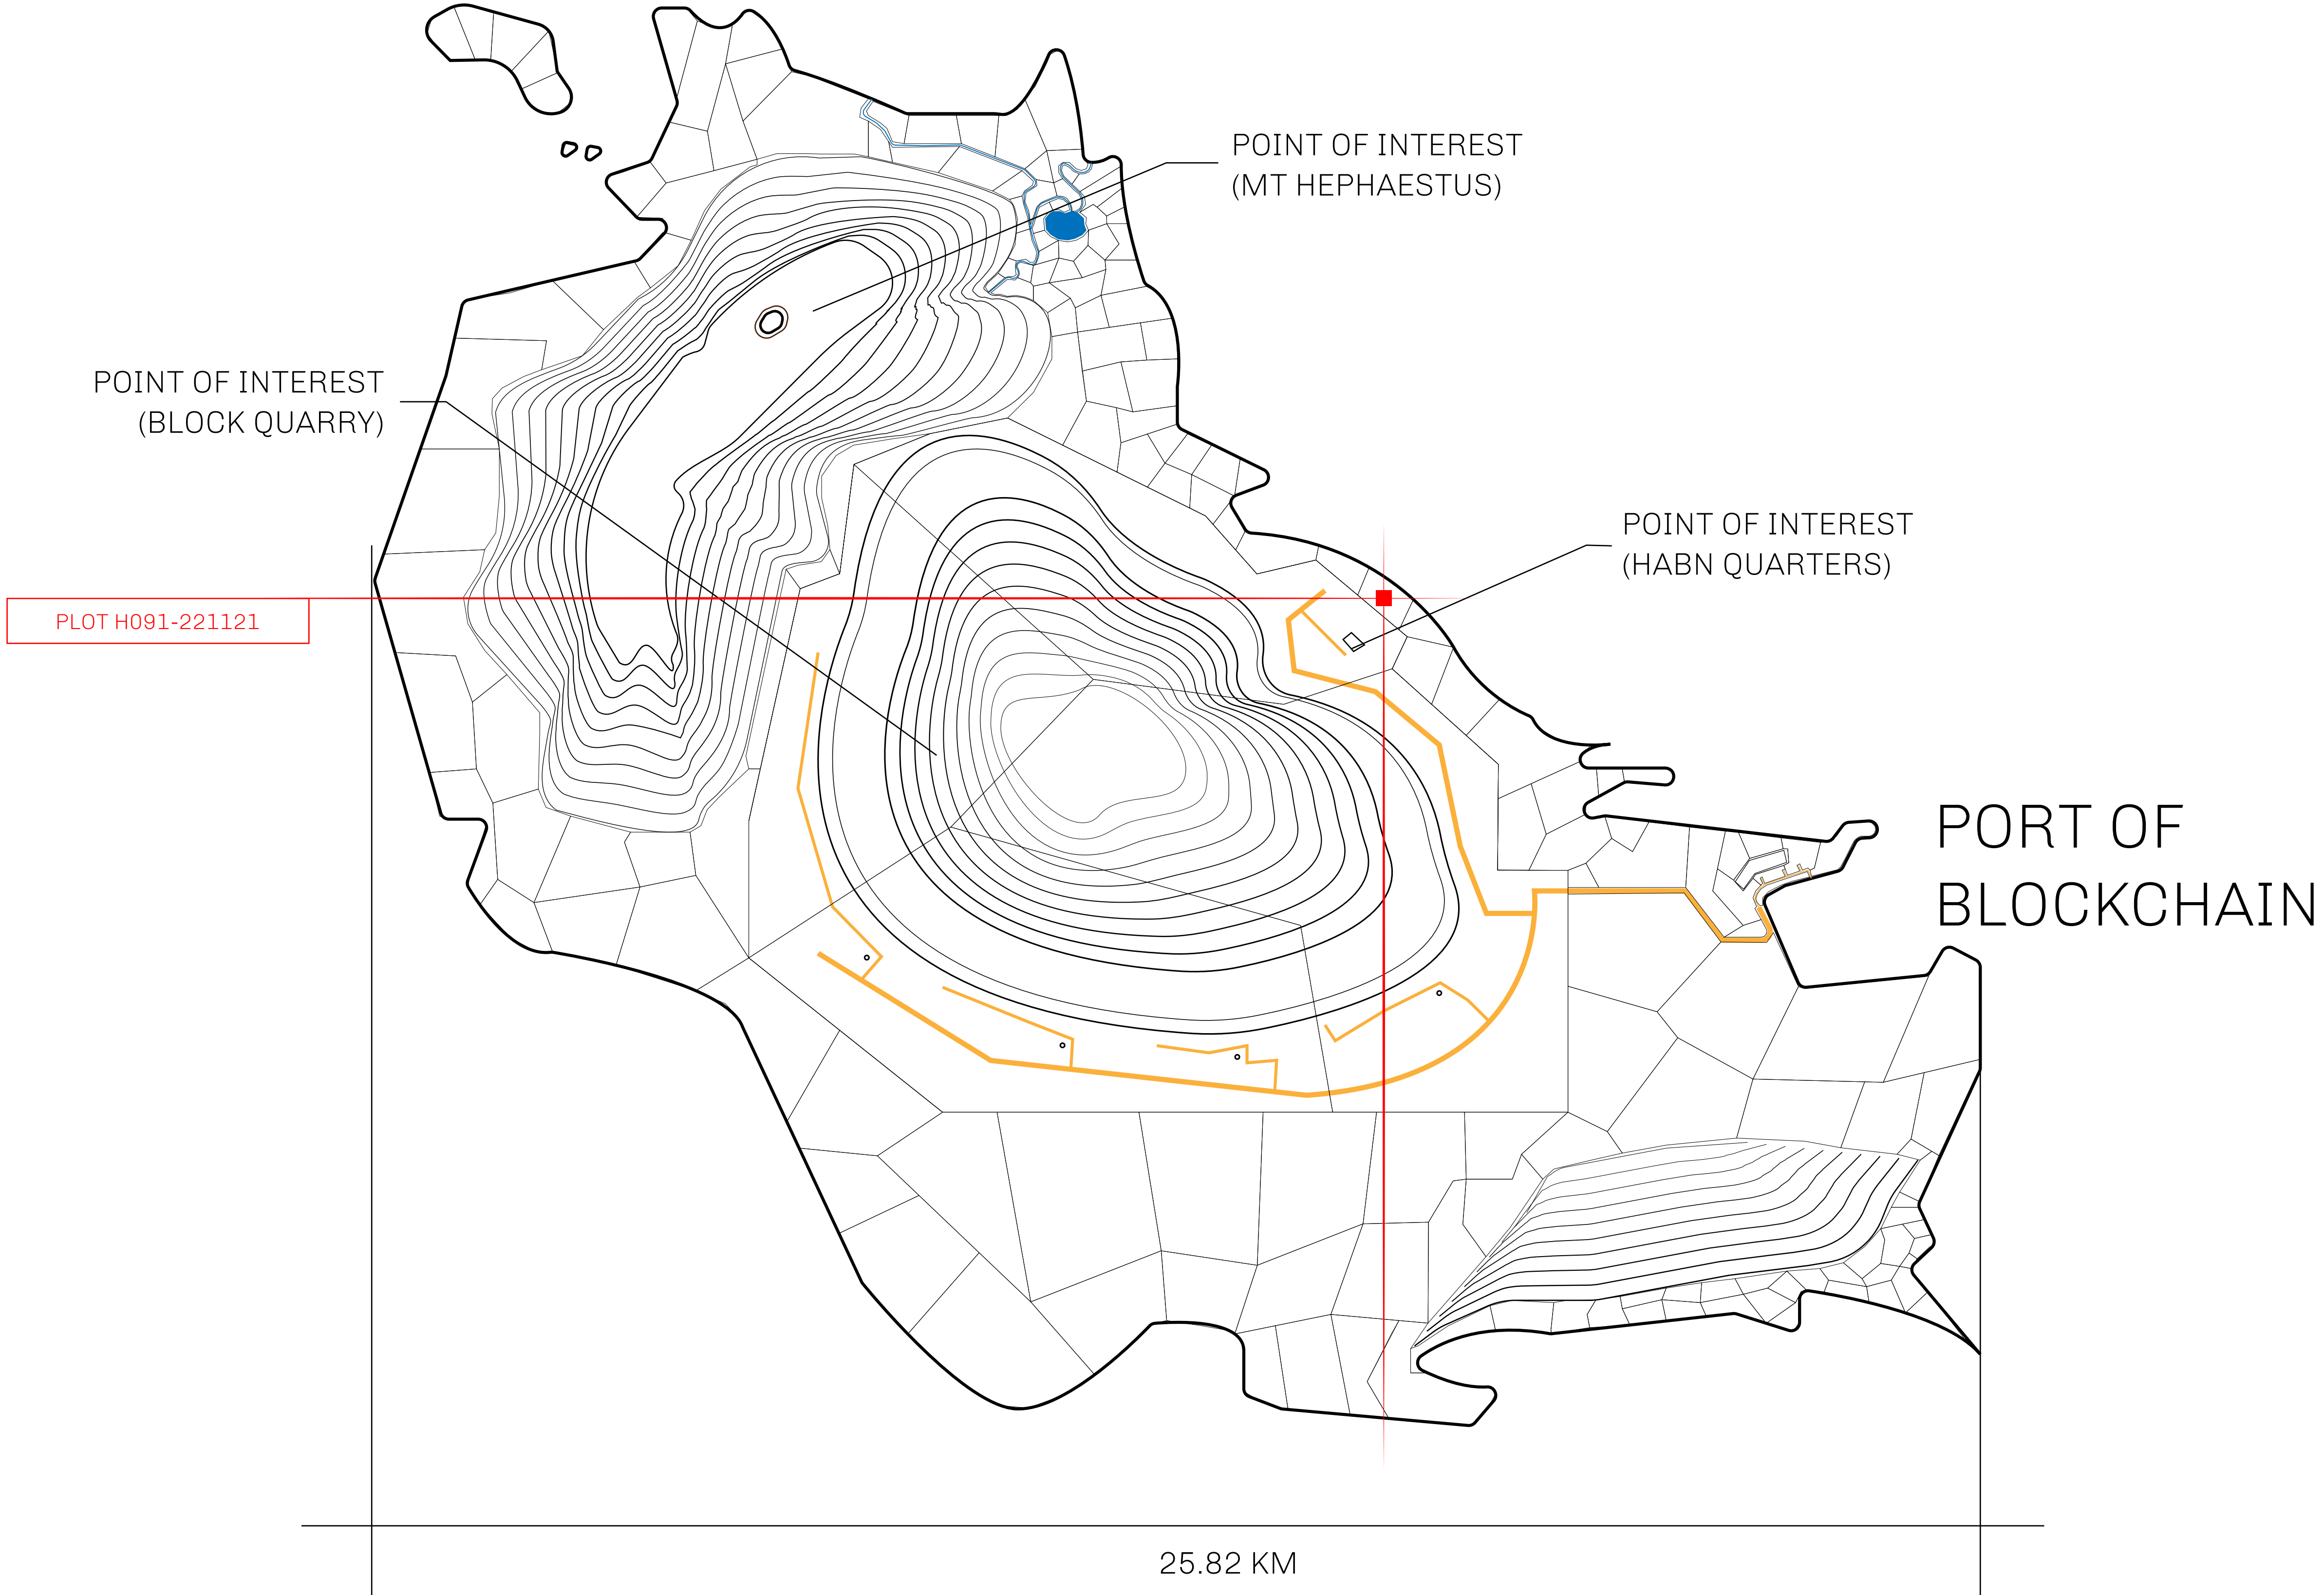 POINT OF INTEREST
(MT HEPHAESTUS)
POINT OF INTEREST
(BLOCK QUARRY)
POINT OF INTEREST
(HABN QUARTERS)
PLOT H091-221121
PORT OF
BLOCKCHAIN
25.82 KM